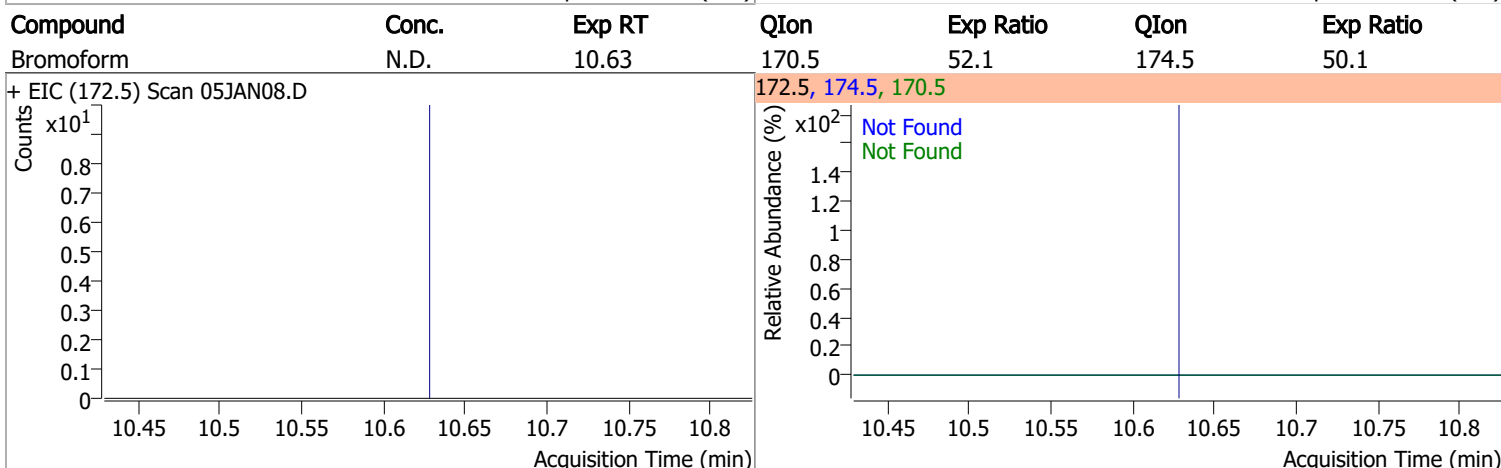 Compound Conc. Exp RT QIon Exp Ratio QIon Exp Ratio
Bromoform N.D. 10.63 170.5 52.1 174.5 50.1
+ EIC (172.5) Scan 05JAN08.D
Counts
x10¹
0.8
0.7
0.6
0.5
0.4
0.3
0.2
0.1
0
10.45 10.5 10.55 10.6 10.65 10.7 10.75 10.8
Acquisition Time (min)
172.5, 174.5, 170.5
Relative Abundance (%)
x10²
Not Found
Not Found
1.4
1.2
1
0.8
0.6
0.4
0.2
0
10.45 10.5 10.55 10.6 10.65 10.7 10.75 10.8
Acquisition Time (min)